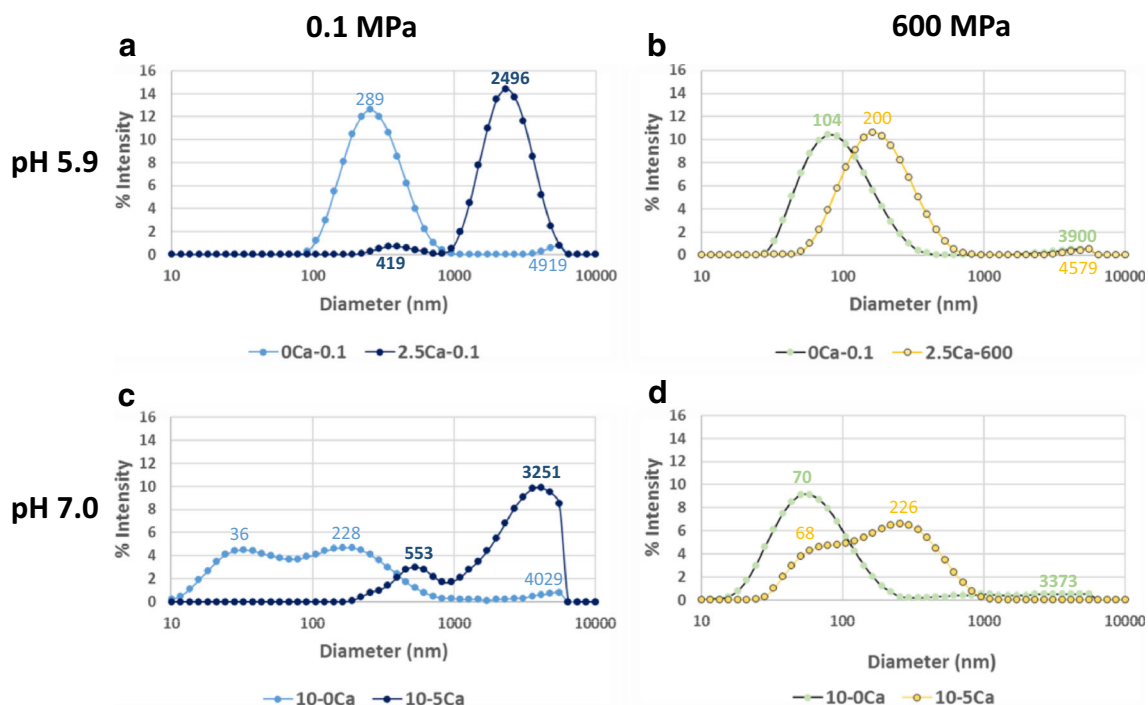 0.1 MPa
600 MPa
pH 5.9
a
16
14
12
10
8
6
4
2
0
% Intensity
289
2496
419
4919
10
100
1000
10000
Diameter (nm)
0Ca-0.1
2.5Ca-0.1
b
16
14
12
10
8
6
4
2
0
% Intensity
104
200
3900
4579
10
100
1000
10000
Diameter (nm)
0Ca-0.1
2.5Ca-600
pH 7.0
c
16
14
12
10
8
6
4
2
0
% Intensity
36
228
553
3251
4029
10
100
1000
10000
Diameter (nm)
10-0Ca
10-5Ca
d
16
14
12
10
8
6
4
2
0
% Intensity
70
68
226
3373
10
100
1000
10000
Diameter (nm)
10-0Ca
10-5Ca